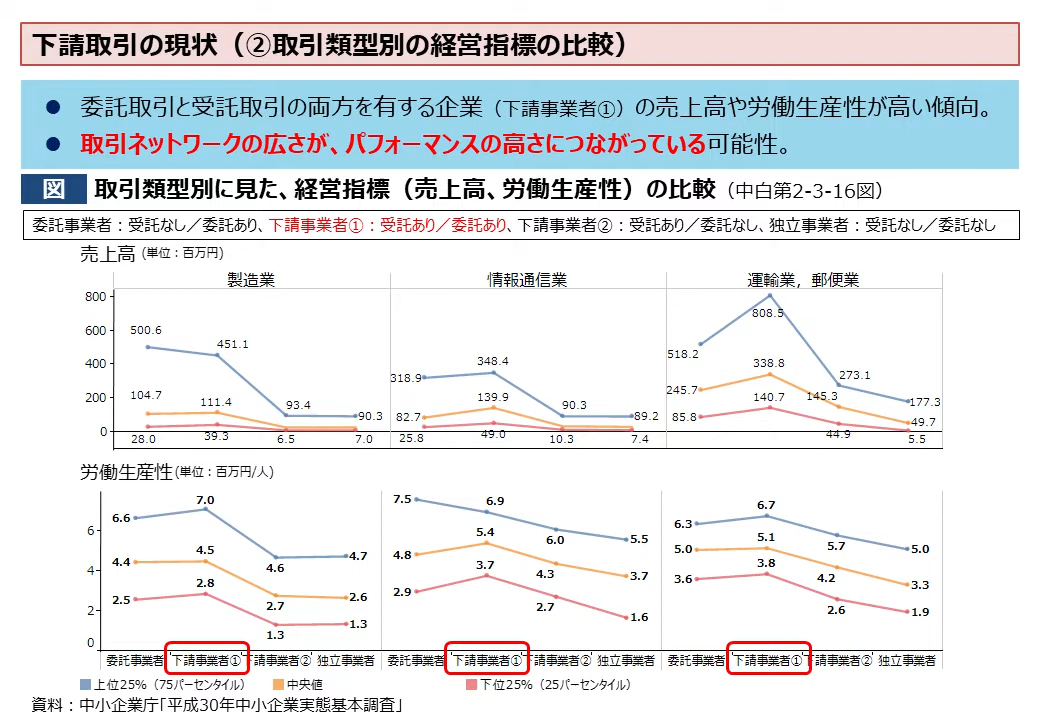 下請取引の現状（②取引類型別の経営指標の比較）
● 委託取引と受託取引の両方を有する企業（下請事業者①）の売上高や労働生産性が高い傾向。
● 取引ネットワークの広さが、パフォーマンスの高さにつながっている可能性。
図 取引類型別に見た、経営指標（売上高、労働生産性）の比較（中白第2-3-16図）
委託事業者：受託なし／委託あり、下請事業者①：受託あり／委託あり、下請事業者②：受託あり／委託なし、独立事業者：受託なし／委託なし
売上高（単位：百万円）
製造業 情報通信業 運輸業，郵便業
800
600
400
200
0
500.6 451.1 93.4 90.3
104.7 111.4
28.0 39.3 6.5 7.0
318.9 348.4 90.3 89.2
82.7 139.9
25.8 49.0 10.3 7.4
518.2 808.5 273.1 177.3
245.7 338.8 145.3 49.7
85.8 140.7 44.9 5.5
労働生産性（単位：百万円/人）
6
4
2
0
6.6 7.0 4.6 4.7
4.4 4.5 2.7 2.6
2.5 2.8 1.3 1.3
7.5 6.9 6.0 5.5
4.8 5.4 4.3 3.7
2.9 3.7 2.7 1.6
6.3 6.7 5.7 5.0
5.0 5.1 4.2 3.3
3.6 3.8 2.6 1.9
委託事業者 下請事業者① 下請事業者② 独立事業者 委託事業者 下請事業者① 下請事業者② 独立事業者 委託事業者 下請事業者① 下請事業者② 独立事業者
上位25%（75パーセンタイル） 中央値 下位25%（25パーセンタイル）
資料：中小企業庁「平成30年中小企業実態基本調査」